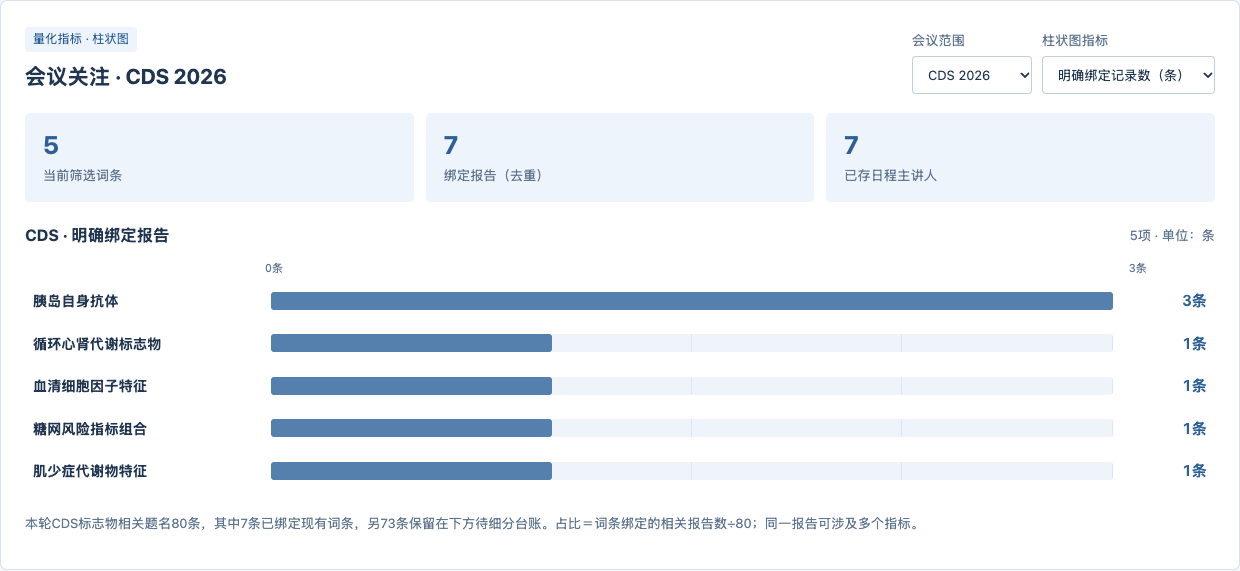 量化指标 · 柱状图
会议关注 · CDS 2026
会议范围
CDS 2026
柱状图指标
明确绑定记录数（条）
5
当前筛选词条
7
绑定报告（去重）
7
已存日程主讲人
CDS · 明确绑定报告
5项 · 单位：条
0条
3条
胰岛自身抗体
3条
循环心肾代谢标志物
1条
血清细胞因子特征
1条
糖网风险指标组合
1条
肌少症代谢物特征
1条
本轮CDS标志物相关题名80条，其中7条已绑定现有词条，另73条保留在下方待细分台账。占比＝词条绑定的相关报告数÷80；同一报告可涉及多个指标。